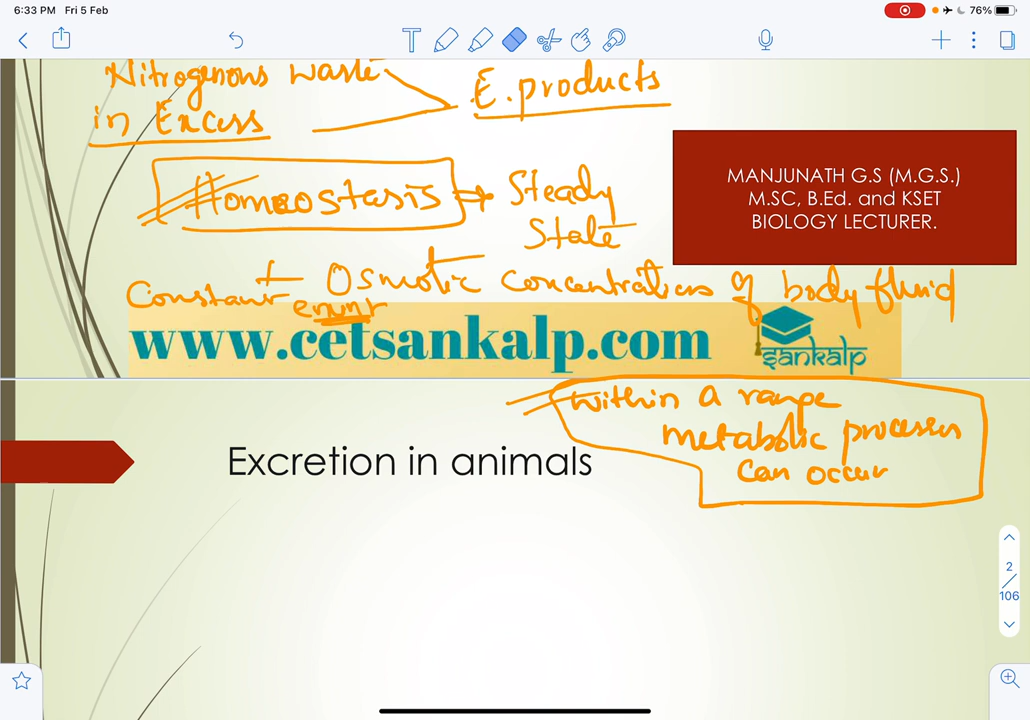 6:33 PM Fri 5 Feb
76%
Nitrogenous waste
in Excess
E. products
Homeostasis → Steady
State
MANJUNATH G.S (M.G.S.)
M.SC, B.Ed. and KSET
BIOLOGY LECTURER.
Constant Osmotic concentrations of body fluid
www.cetsankalp.com
sankalp
within a range
metabolic processes
can occur
Excretion in animals
2
106